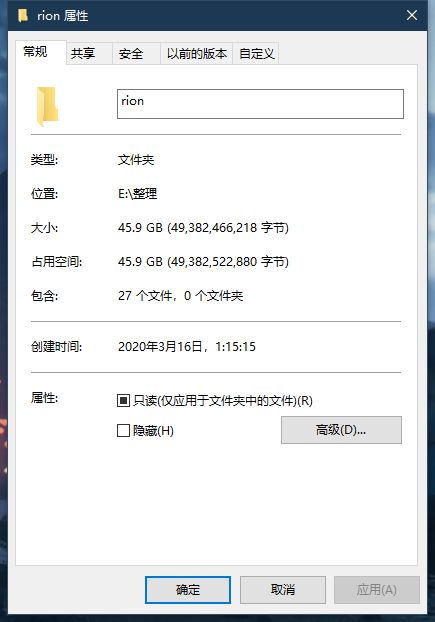 rion 属性
常规 共享 安全 以前的版本 自定义
rion
类型: 文件夹
位置: E:\整理
大小: 45.9 GB (49,382,466,218 字节)
占用空间: 45.9 GB (49,382,522,880 字节)
包含: 27 个文件，0 个文件夹
创建时间: 2020年3月16日，1:15:15
属性: 只读(仅应用于文件夹中的文件)(R)
隐藏(H) 高级(D)...
确定 取消 应用(A)